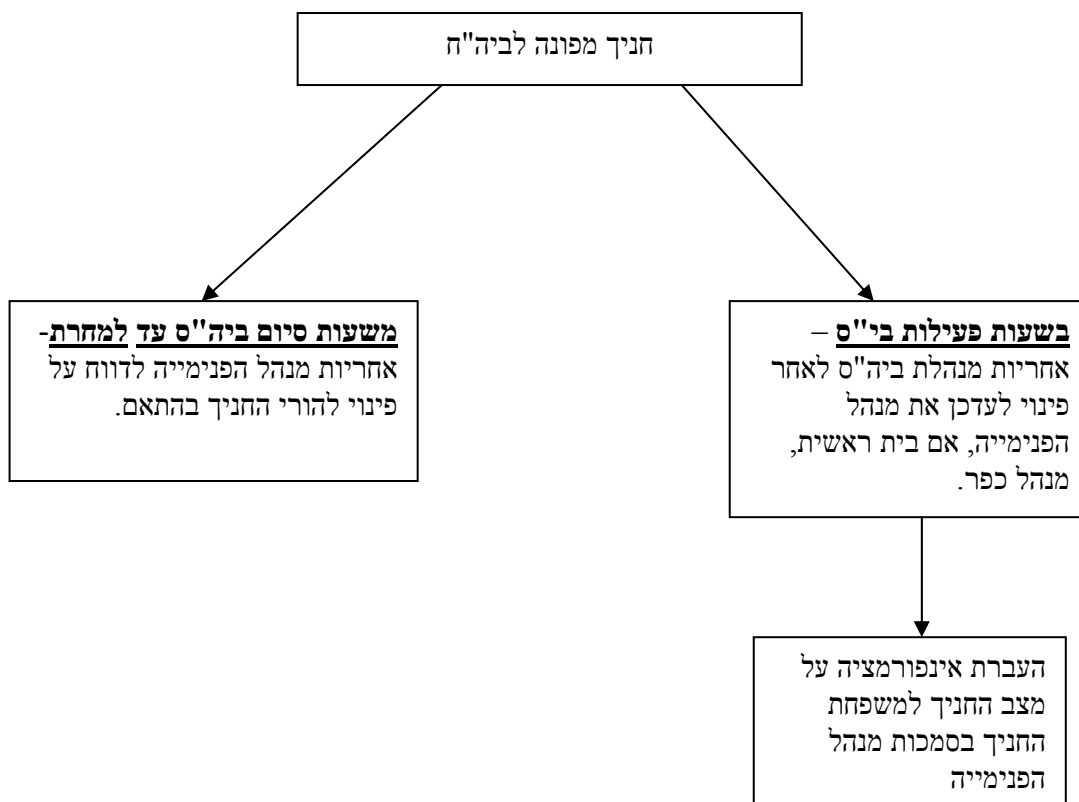 חניך מפונה לביה"ח
בשעות פעילות בי"ס –
אחריות מנהלת ביה"ס לאחר
פינוי לעדכן את מנהל
הפנימייה, אם בית ראשית,
מנהל כפר.
משעות סיום ביה"ס עד למחרת-
אחריות מנהל הפנימייה לדווח על
פינוי להורי החניך בהתאם.
העברת אינפורמציה על
מצב החניך למשפחת
החניך בסמכות מנהל
הפנימייה